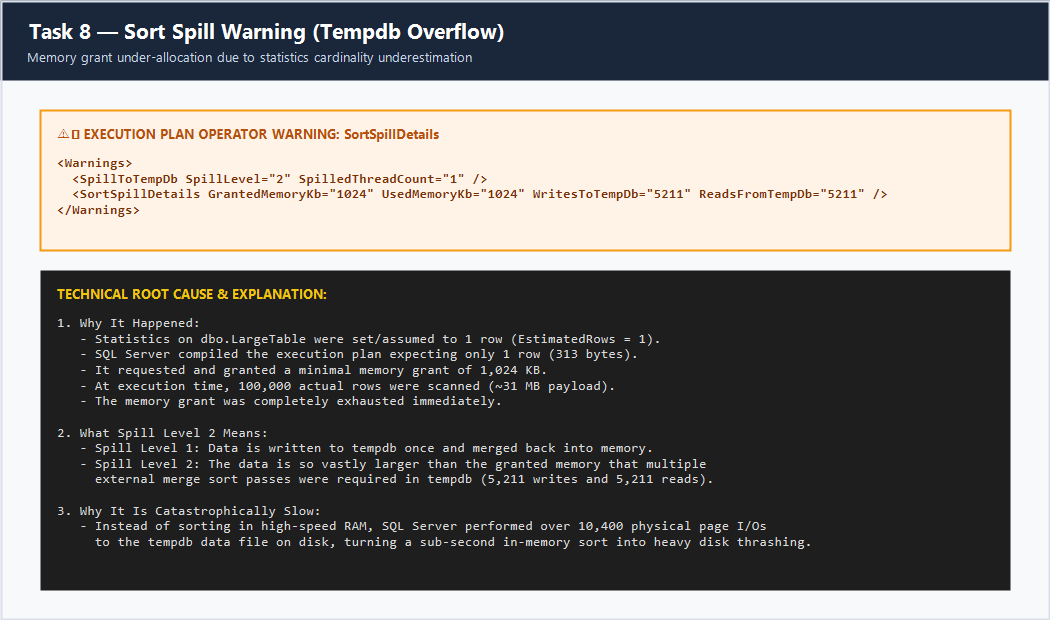 Task 8 — Sort Spill Warning (Tempdb Overflow)
Memory grant under-allocation due to statistics cardinality underestimation
⚠▯ EXECUTION PLAN OPERATOR WARNING: SortSpillDetails
<Warnings>
  <SpillToTempDb SpillLevel="2" SpilledThreadCount="1" />
  <SortSpillDetails GrantedMemoryKb="1024" UsedMemoryKb="1024" WritesToTempDb="5211" ReadsFromTempDb="5211" />
</Warnings>
TECHNICAL ROOT CAUSE & EXPLANATION:
1. Why It Happened:
   - Statistics on dbo.LargeTable were set/assumed to 1 row (EstimatedRows = 1).
   - SQL Server compiled the execution plan expecting only 1 row (313 bytes).
   - It requested and granted a minimal memory grant of 1,024 KB.
   - At execution time, 100,000 actual rows were scanned (~31 MB payload).
   - The memory grant was completely exhausted immediately.
2. What Spill Level 2 Means:
   - Spill Level 1: Data is written to tempdb once and merged back into memory.
   - Spill Level 2: The data is so vastly larger than the granted memory that multiple
     external merge sort passes were required in tempdb (5,211 writes and 5,211 reads).
3. Why It Is Catastrophically Slow:
   - Instead of sorting in high-speed RAM, SQL Server performed over 10,400 physical page I/Os
     to the tempdb data file on disk, turning a sub-second in-memory sort into heavy disk thrashing.